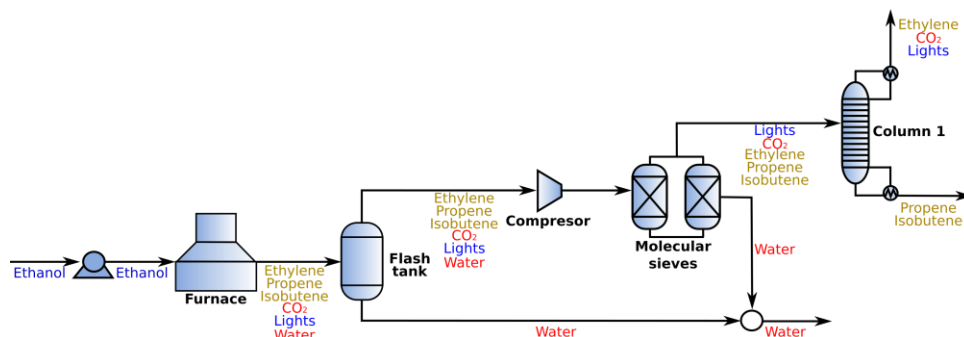 Ethylene
CO₂
Lights
Column 1
Lights
CO₂
Ethylene
Propene
Isobutene
Propene
Isobutene
Ethylene
Propene
Isobutene
CO₂
Lights
Water
Compresor
Molecular
sieves
Water
Flash
tank
Ethanol
Ethanol
Furnace
Ethylene
Propene
Isobutene
CO₂
Lights
Water
Water
Water